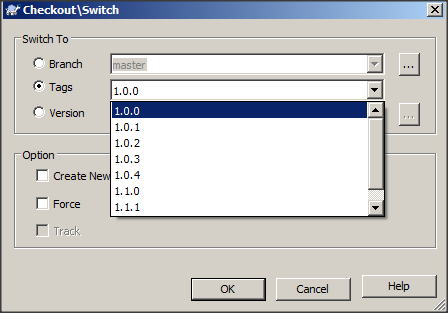 Checkout\Switch
Switch To
Branch
master
...
Tags
1.0.0
Version
...
1.0.0
1.0.1
1.0.2
1.0.3
1.0.4
1.1.0
1.1.1
Option
Create New
Force
Track
OK
Cancel
Help